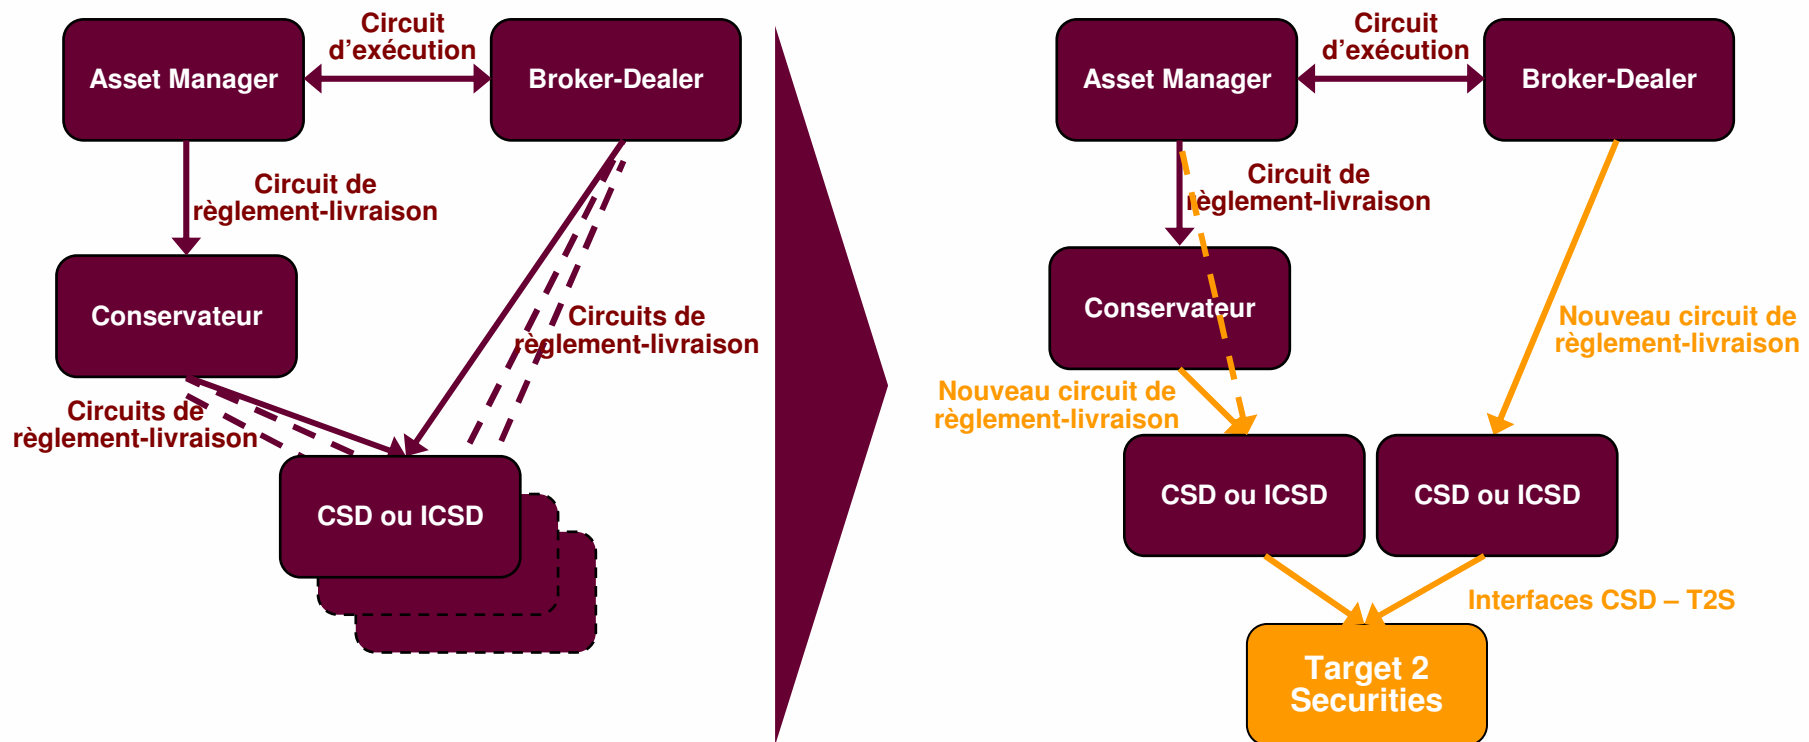 Circuit
d'exécution
Asset Manager
Broker-Dealer
Circuit de
règlement-livraison
Conservateur
Circuits de
règlement-livraison
Circuits de
règlement-livraison
CSD ou ICSD
Circuit
d'exécution
Asset Manager
Broker-Dealer
Circuit de
règlement-livraison
Conservateur
Nouveau circuit de
règlement-livraison
Nouveau circuit de
règlement-livraison
CSD ou ICSD
CSD ou ICSD
Interfaces CSD – T2S
Target 2
Securities